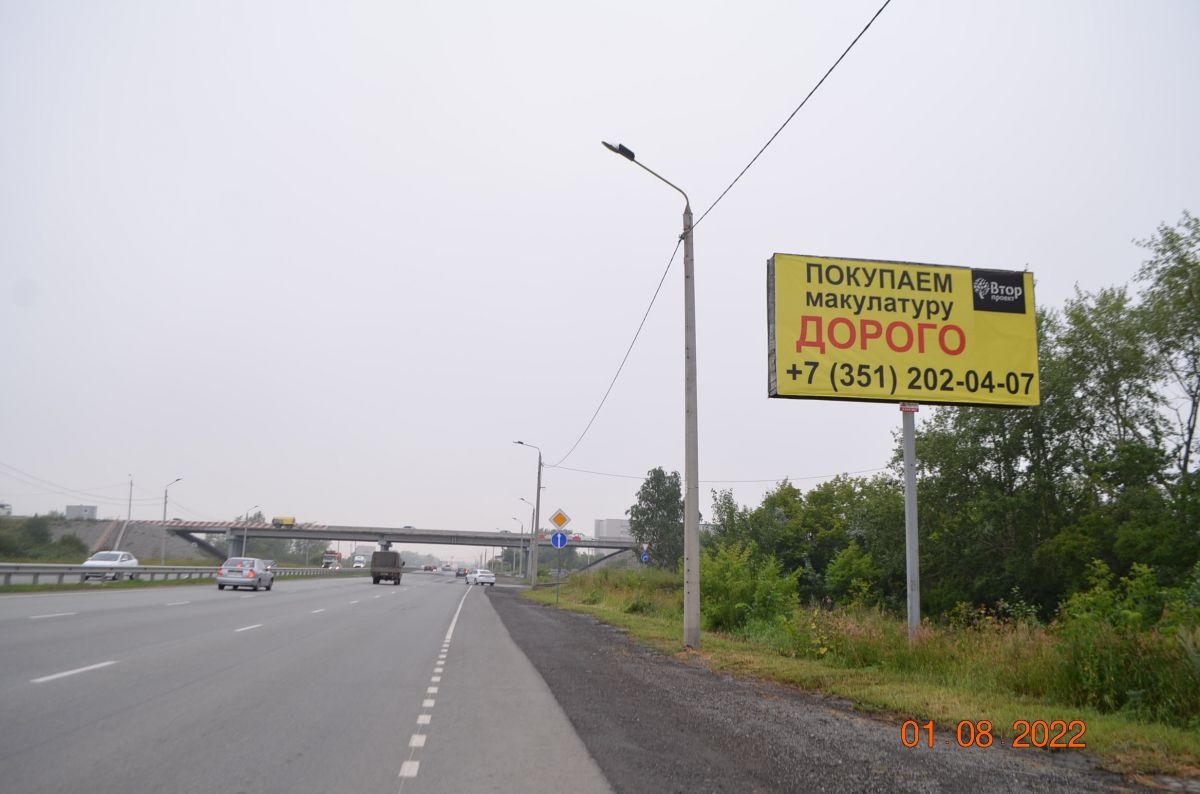 ПОКУПАЕМ
макулатуру
ДОРОГО
+7 (351) 202-04-07
Втор
проект
01.08.2022